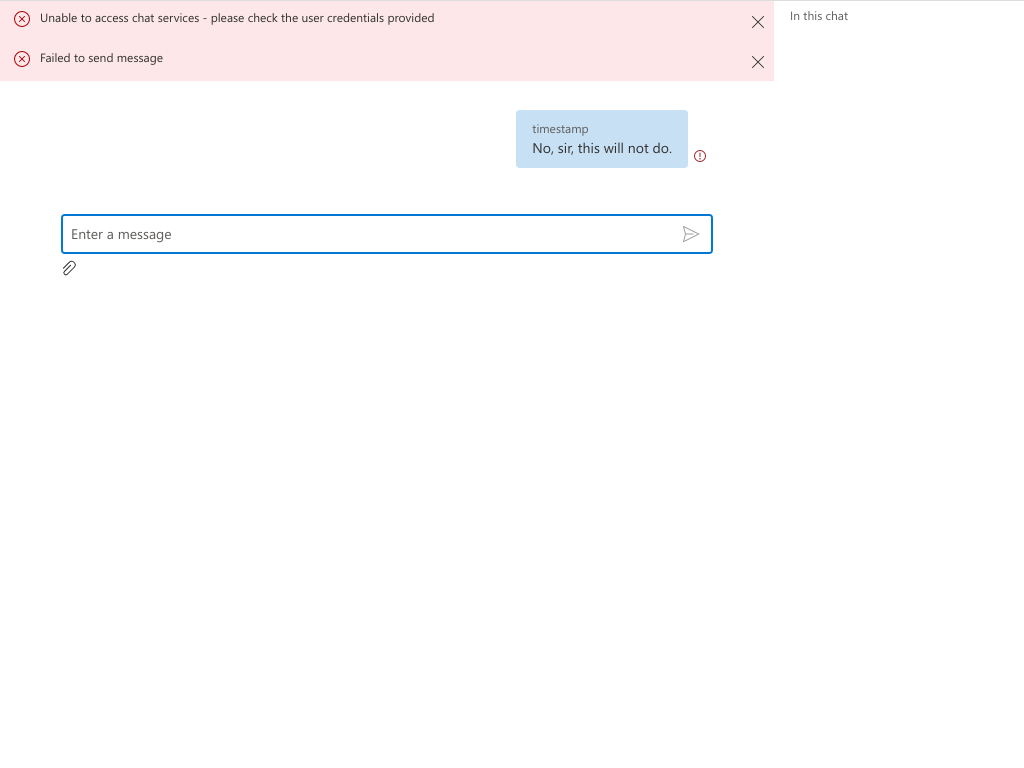 Unable to access chat services - please check the user credentials provided
In this chat
Failed to send message
timestamp
No, sir, this will not do.
Enter a message